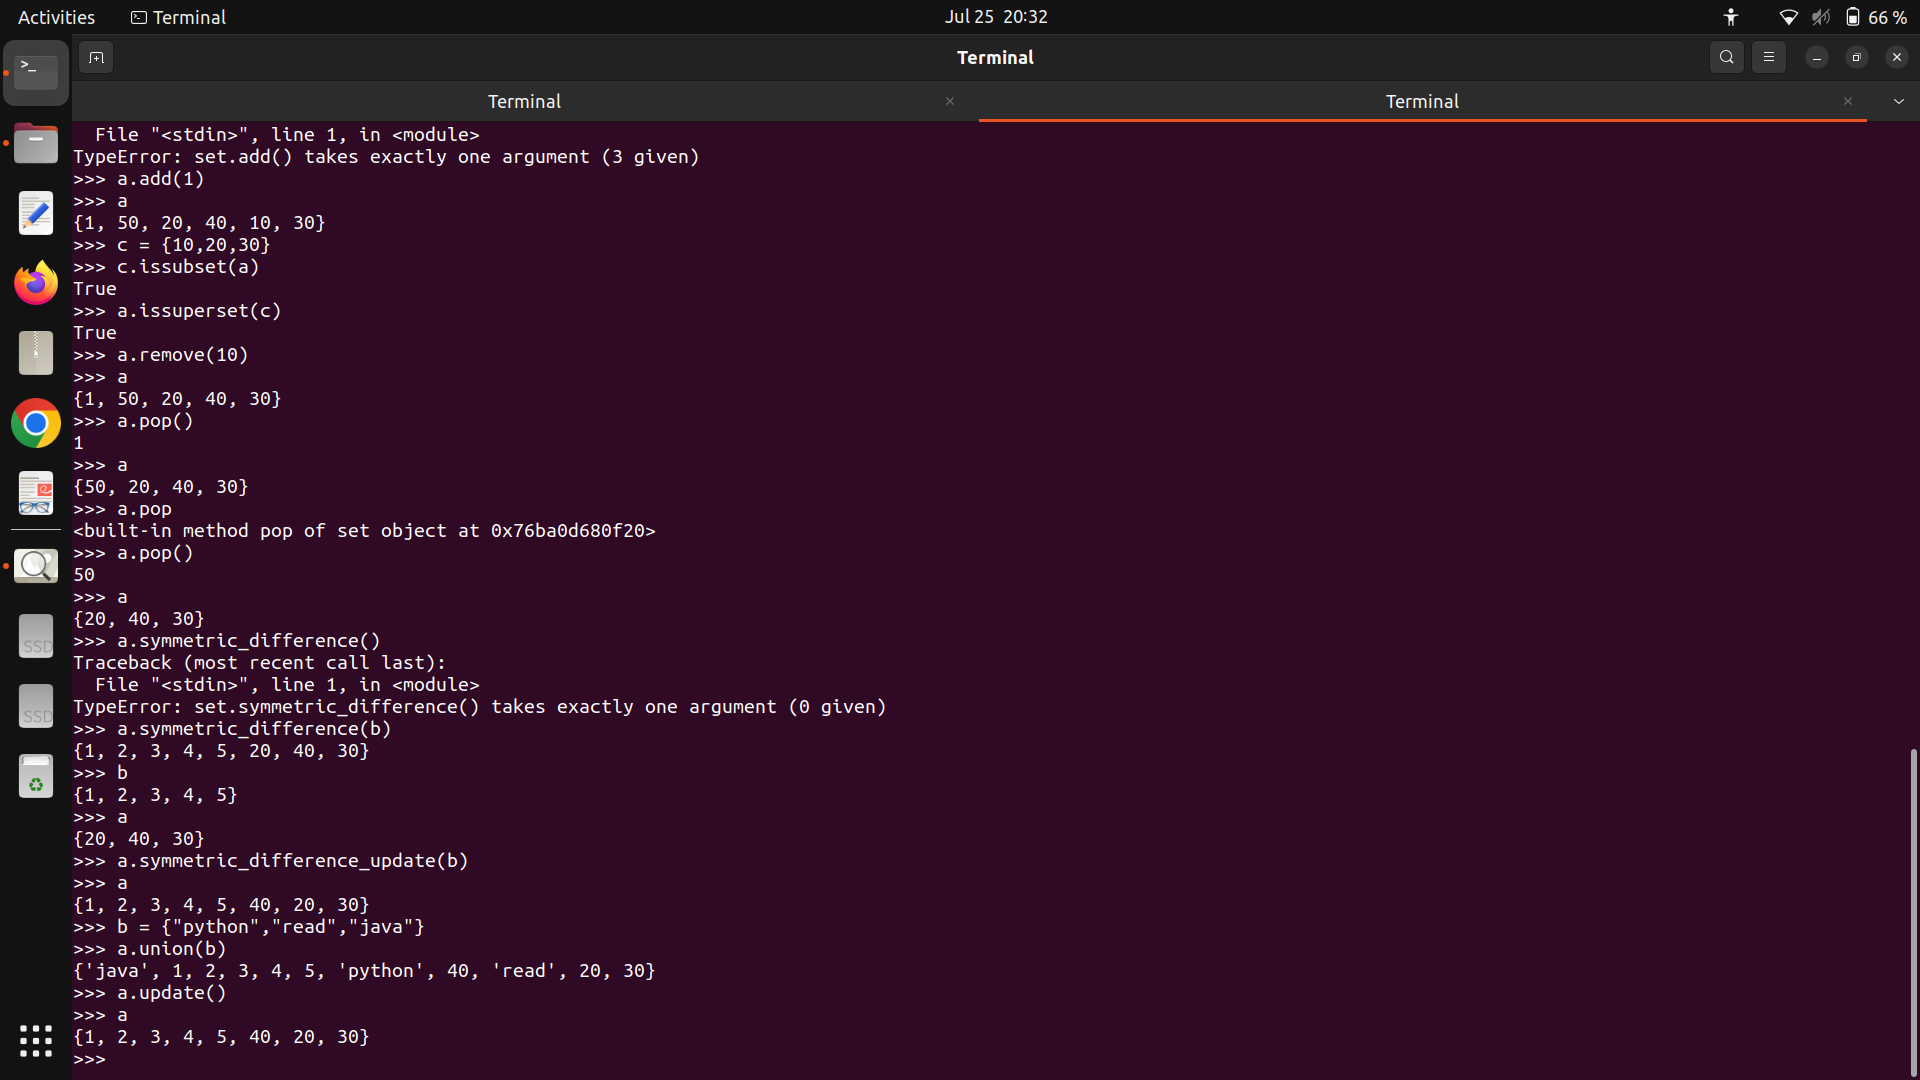 Activities Terminal Jul 25 20:32 66 %
Terminal
Terminal Terminal
  File "<stdin>", line 1, in <module>
TypeError: set.add() takes exactly one argument (3 given)
>>> a.add(1)
>>> a
{1, 50, 20, 40, 10, 30}
>>> c = {10,20,30}
>>> c.issubset(a)
True
>>> a.issuperset(c)
True
>>> a.remove(10)
>>> a
{1, 50, 20, 40, 30}
>>> a.pop()
1
>>> a
{50, 20, 40, 30}
>>> a.pop
<built-in method pop of set object at 0x76ba0d680f20>
>>> a.pop()
50
>>> a
{20, 40, 30}
>>> a.symmetric_difference()
Traceback (most recent call last):
  File "<stdin>", line 1, in <module>
TypeError: set.symmetric_difference() takes exactly one argument (0 given)
>>> a.symmetric_difference(b)
{1, 2, 3, 4, 5, 20, 40, 30}
>>> b
{1, 2, 3, 4, 5}
>>> a
{20, 40, 30}
>>> a.symmetric_difference_update(b)
>>> a
{1, 2, 3, 4, 5, 40, 20, 30}
>>> b = {"python","read","java"}
>>> a.union(b)
{'java', 1, 2, 3, 4, 5, 'python', 40, 'read', 20, 30}
>>> a.update()
>>> a
{1, 2, 3, 4, 5, 40, 20, 30}
>>>
SSD
SSD